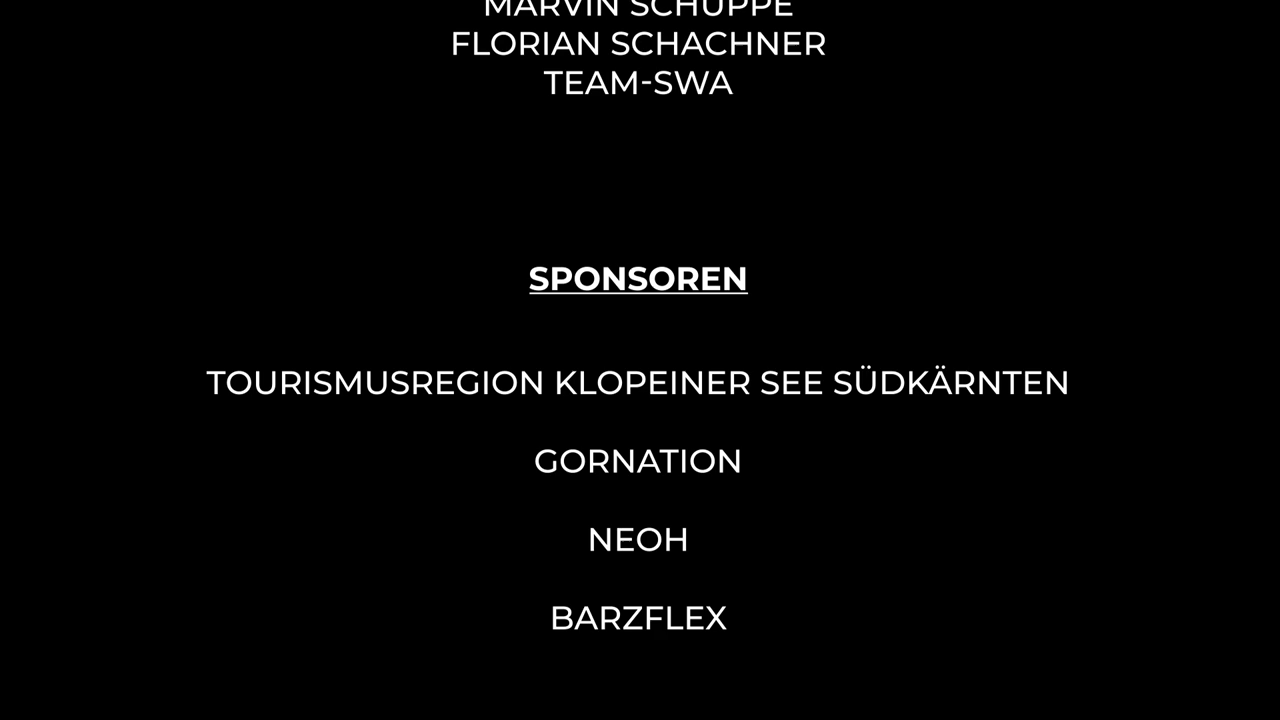 MARVIN SCHUPPE
FLORIAN SCHACHNER
TEAM-SWA
SPONSOREN
TOURISMUSREGION KLOPEINER SEE SÜDKÄRNTEN
GORNATION
NEOH
BARZFLEX